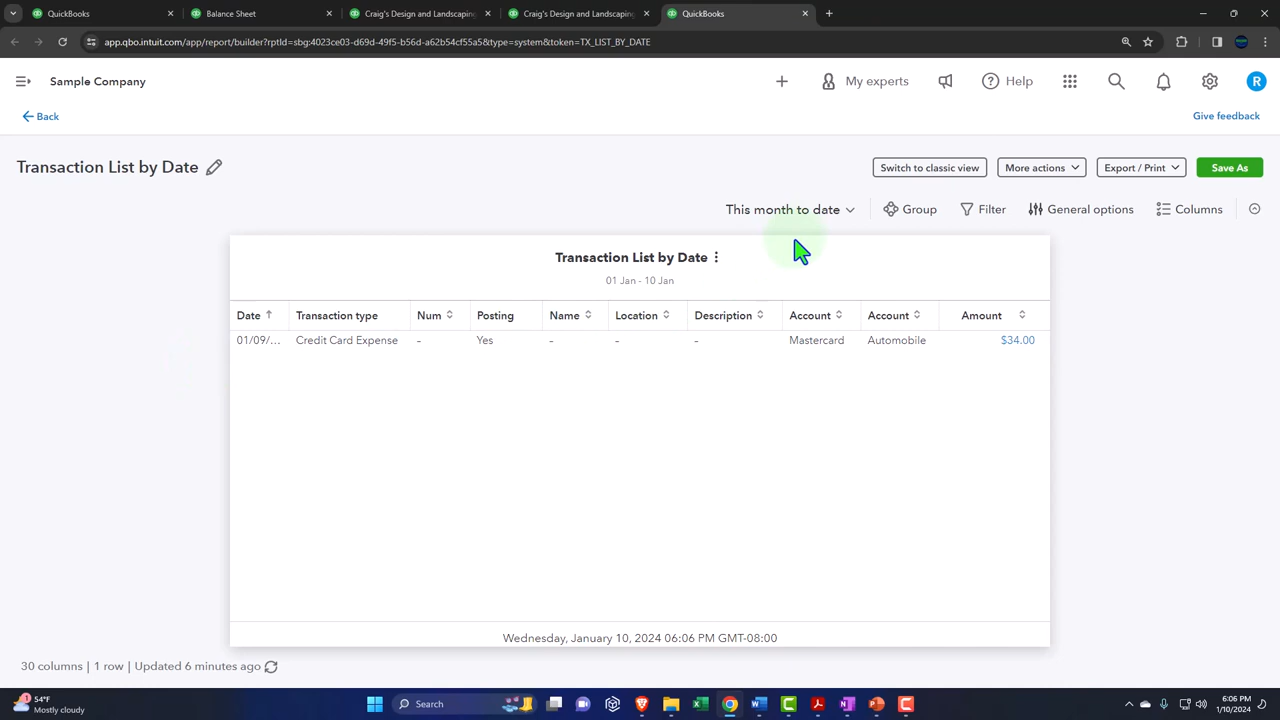 QuickBooks
Balance Sheet
Craig's Design and Landscaping
Craig's Design and Landscaping
QuickBooks
app.qbo.intuit.com/app/report/builder?rptId=sbg:4023ce03-d69d-49f5-b56d-a62b54cf55a5&type=system&token=TX_LIST_BY_DATE
Sample Company
My experts
Help
R
Back
Give feedback
Transaction List by Date
Switch to classic view
More actions
Export / Print
Save As
This month to date
Group
Filter
General options
Columns
Transaction List by Date
01 Jan - 10 Jan
Date Transaction type Num Posting Name Location Description Account Account Amount
01/09/... Credit Card Expense - Yes - - - Mastercard Automobile $34.00
Wednesday, January 10, 2024 06:06 PM GMT-08:00
30 columns | 1 row | Updated 6 minutes ago
54°F
Mostly cloudy
Search
6:06 PM
1/10/2024